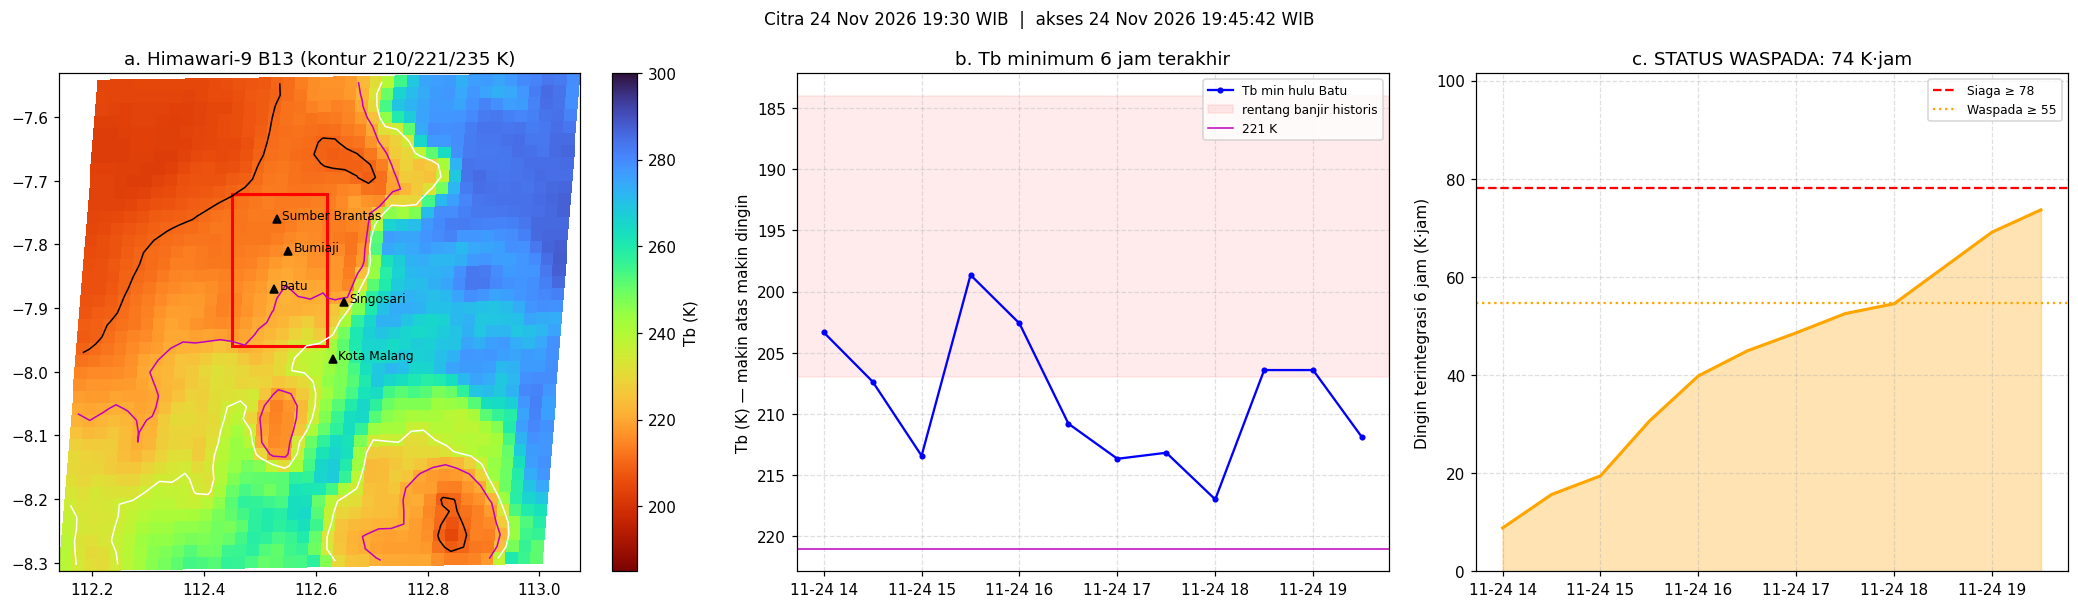 Citra 24 Nov 2026 19:30 WIB | akses 24 Nov 2026 19:45:42 WIB
a. Himawari-9 B13 (kontur 210/221/235 K)
−7.6
−7.7
−7.8
−7.9
−8.0
−8.1
−8.2
−8.3
112.2
112.4
112.6
112.8
113.0
Sumber Brantas
Bumiaji
Batu
Singosari
Kota Malang
300
280
260
240
220
200
Tb (K)
b. Tb minimum 6 jam terakhir
Tb (K) — makin atas makin dingin
185
190
195
200
205
210
215
220
Tb min hulu Batu
rentang banjir historis
221 K
11-24 14
11-24 15
11-24 16
11-24 17
11-24 18
11-24 19
c. STATUS WASPADA: 74 K·jam
Dingin terintegrasi 6 jam (K·jam)
100
80
60
40
20
0
Siaga ≥ 78
Waspada ≥ 55
11-24 14
11-24 15
11-24 16
11-24 17
11-24 18
11-24 19